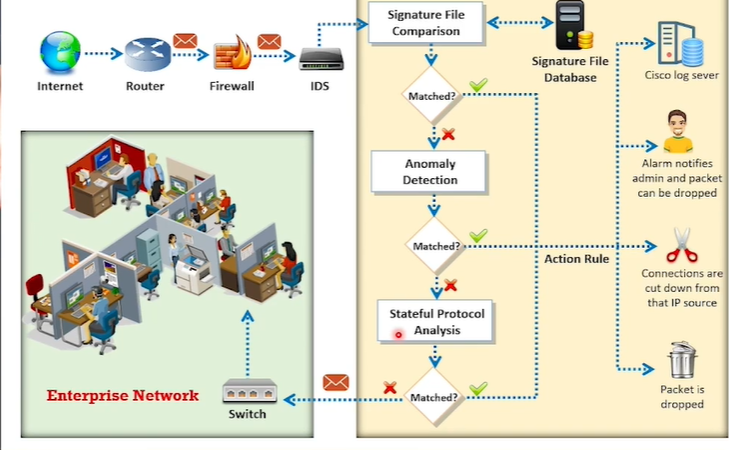 Signature File
Comparison
Signature File
Database
Internet
Router
Firewall
IDS
Cisco log sever
Matched?
Anomaly
Detection
Alarm notifies
admin and packet
can be dropped
Matched?
Action Rule
Connections are
cut down from
that IP source
Stateful Protocol
Analysis
Enterprise Network
Switch
Matched?
Packet is
dropped